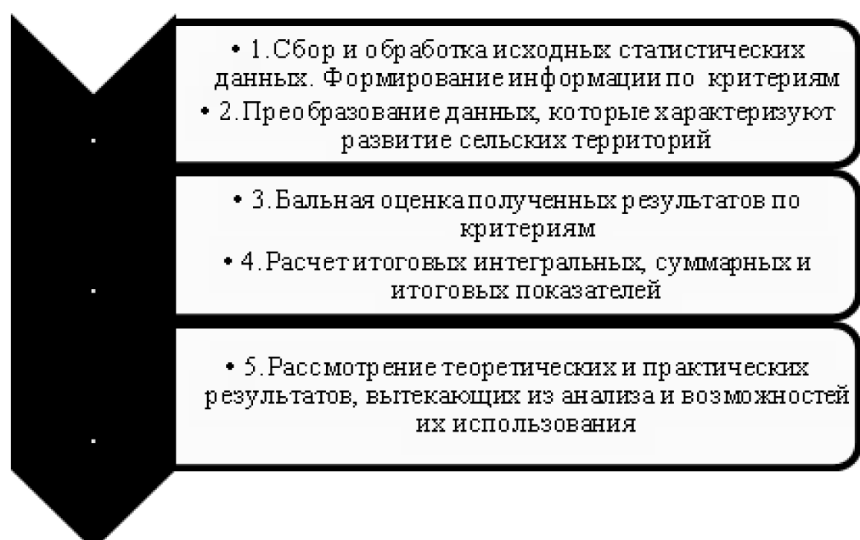 • 1.Сбор и обработка исходных статистических
данных. Формирование информации по критериям
• 2.Преобразование данных, которые характеризуют
развитие сельских территорий
• 3.Бальная оценка полученных результатов по
критериям
• 4.Расчет итоговых интегральных, суммарных и
итоговых показателей
• 5.Рассмотрение теоретических и практических
результатов, вытекающих из анализа и возможностей
их использования